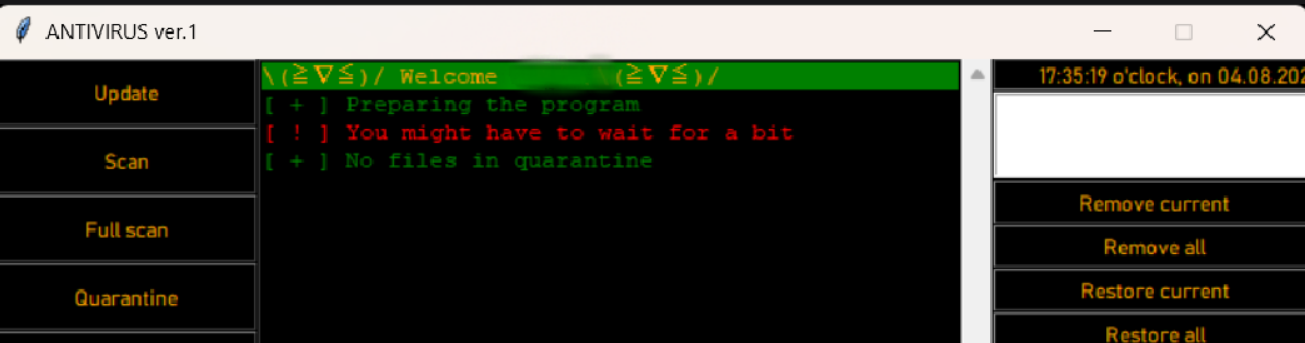 ANTIVIRUS ver.1
Update
Scan
Full scan
Quarantine
\(≧∇≦)/ Welcome \(≧∇≦)/
[ + ] Preparing the program
[ ! ] You might have to wait for a bit
[ + ] No files in quarantine
17:35:19 o'clock, on 04.08.202
Remove current
Remove all
Restore current
Restore all